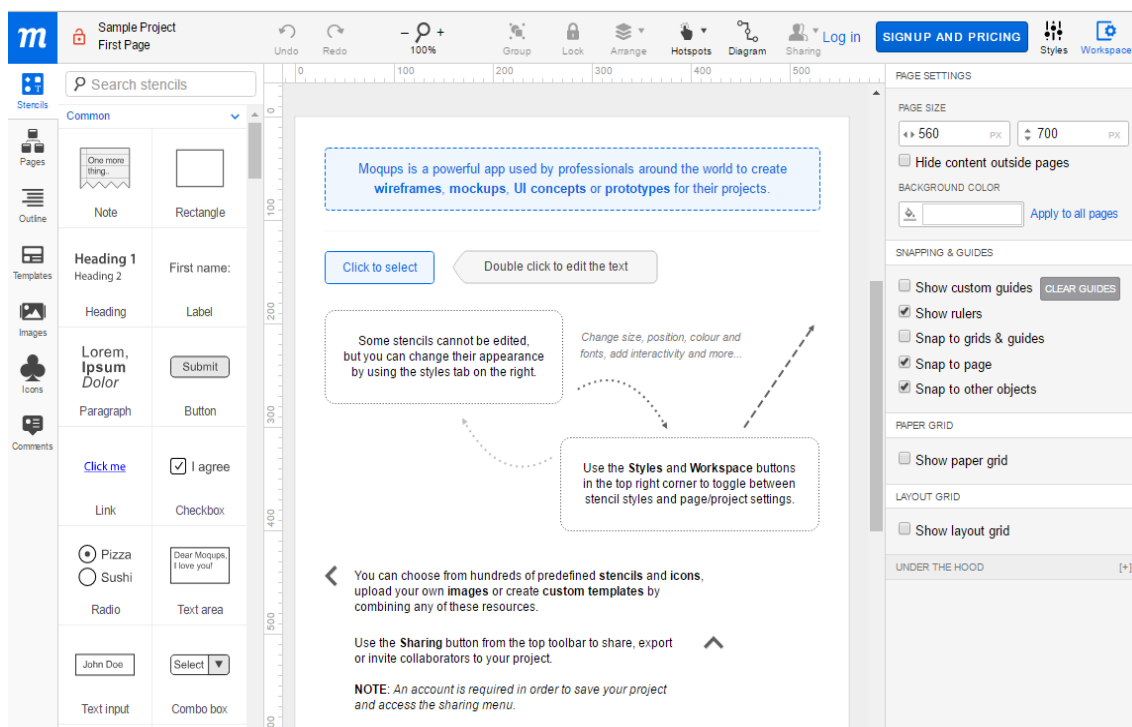 m
Sample Project
First Page
Undo
Redo
− +
100%
Group
Lock
Arrange
Hotspots
Diagram
Sharing
Log in
SIGNUP AND PRICING
Styles
Workspace
Stencils
Pages
Outline
Templates
Images
Icons
Comments
Search stencils
Common
One more
thing..
Note
Rectangle
Heading 1
Heading 2
Heading
First name:
Label
Lorem,
Ipsum
Dolor
Paragraph
Submit
Button
Click me
Link
I agree
Checkbox
Pizza
Sushi
Radio
Dear Moqups,
I love you!
Text area
John Doe
Text input
Select
Combo box
0 100 200 300 400 500
0
100
200
300
400
500
Moqups is a powerful app used by professionals around the world to create
wireframes, mockups, UI concepts or prototypes for their projects.
Click to select
Double click to edit the text
Some stencils cannot be edited,
but you can change their appearance
by using the styles tab on the right.
Change size, position, colour and
fonts, add interactivity and more...
Use the Styles and Workspace buttons
in the top right corner to toggle between
stencil styles and page/project settings.
You can choose from hundreds of predefined stencils and icons,
upload your own images or create custom templates by
combining any of these resources.
Use the Sharing button from the top toolbar to share, export
or invite collaborators to your project.
NOTE: An account is required in order to save your project
and access the sharing menu.
PAGE SETTINGS
PAGE SIZE
560 PX 700 PX
Hide content outside pages
BACKGROUND COLOR
Apply to all pages
SNAPPING & GUIDES
Show custom guides CLEAR GUIDES
Show rulers
Snap to grids & guides
Snap to page
Snap to other objects
PAPER GRID
Show paper grid
LAYOUT GRID
Show layout grid
UNDER THE HOOD [+]